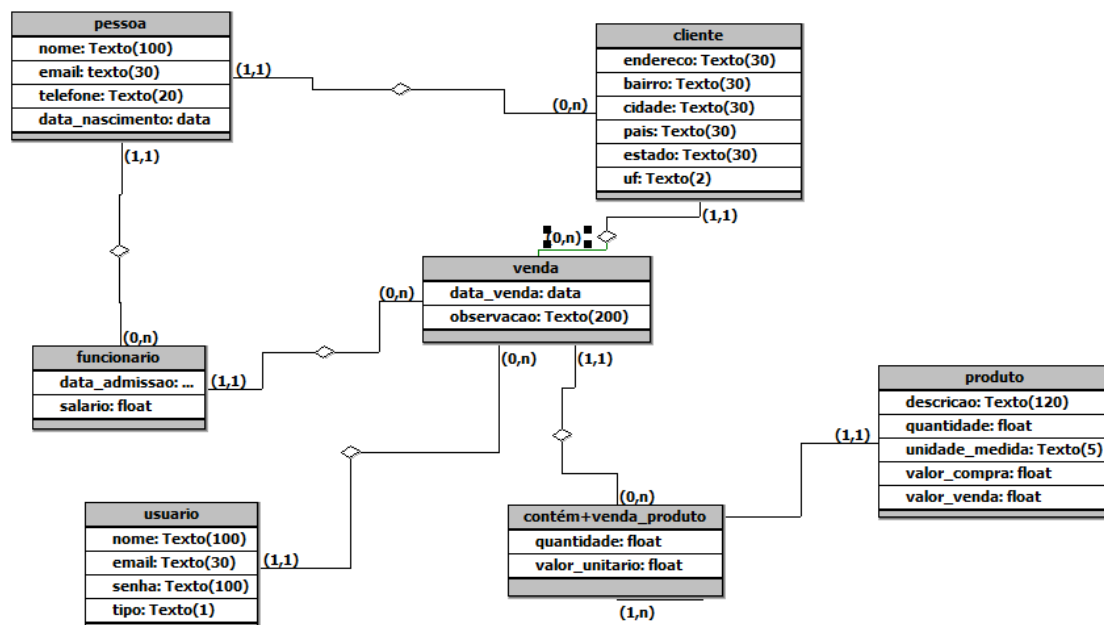 pessoa
nome: Texto(100)
email: texto(30)
telefone: Texto(20)
data_nascimento: data
(1,1)
(1,1)
(0,n)
cliente
endereco: Texto(30)
bairro: Texto(30)
cidade: Texto(30)
pais: Texto(30)
estado: Texto(30)
uf: Texto(2)
(1,1)
(0,n)
venda
data_venda: data
observacao: Texto(200)
(0,n)
(0,n)
(1,1)
(0,n)
funcionario
data_admissao: ...
salario: float
(1,1)
produto
descricao: Texto(120)
quantidade: float
unidade_medida: Texto(5)
valor_compra: float
valor_venda: float
(1,1)
usuario
nome: Texto(100)
email: Texto(30)
senha: Texto(100)
tipo: Texto(1)
(1,1)
(0,n)
contém+venda_produto
quantidade: float
valor_unitario: float
(1,n)